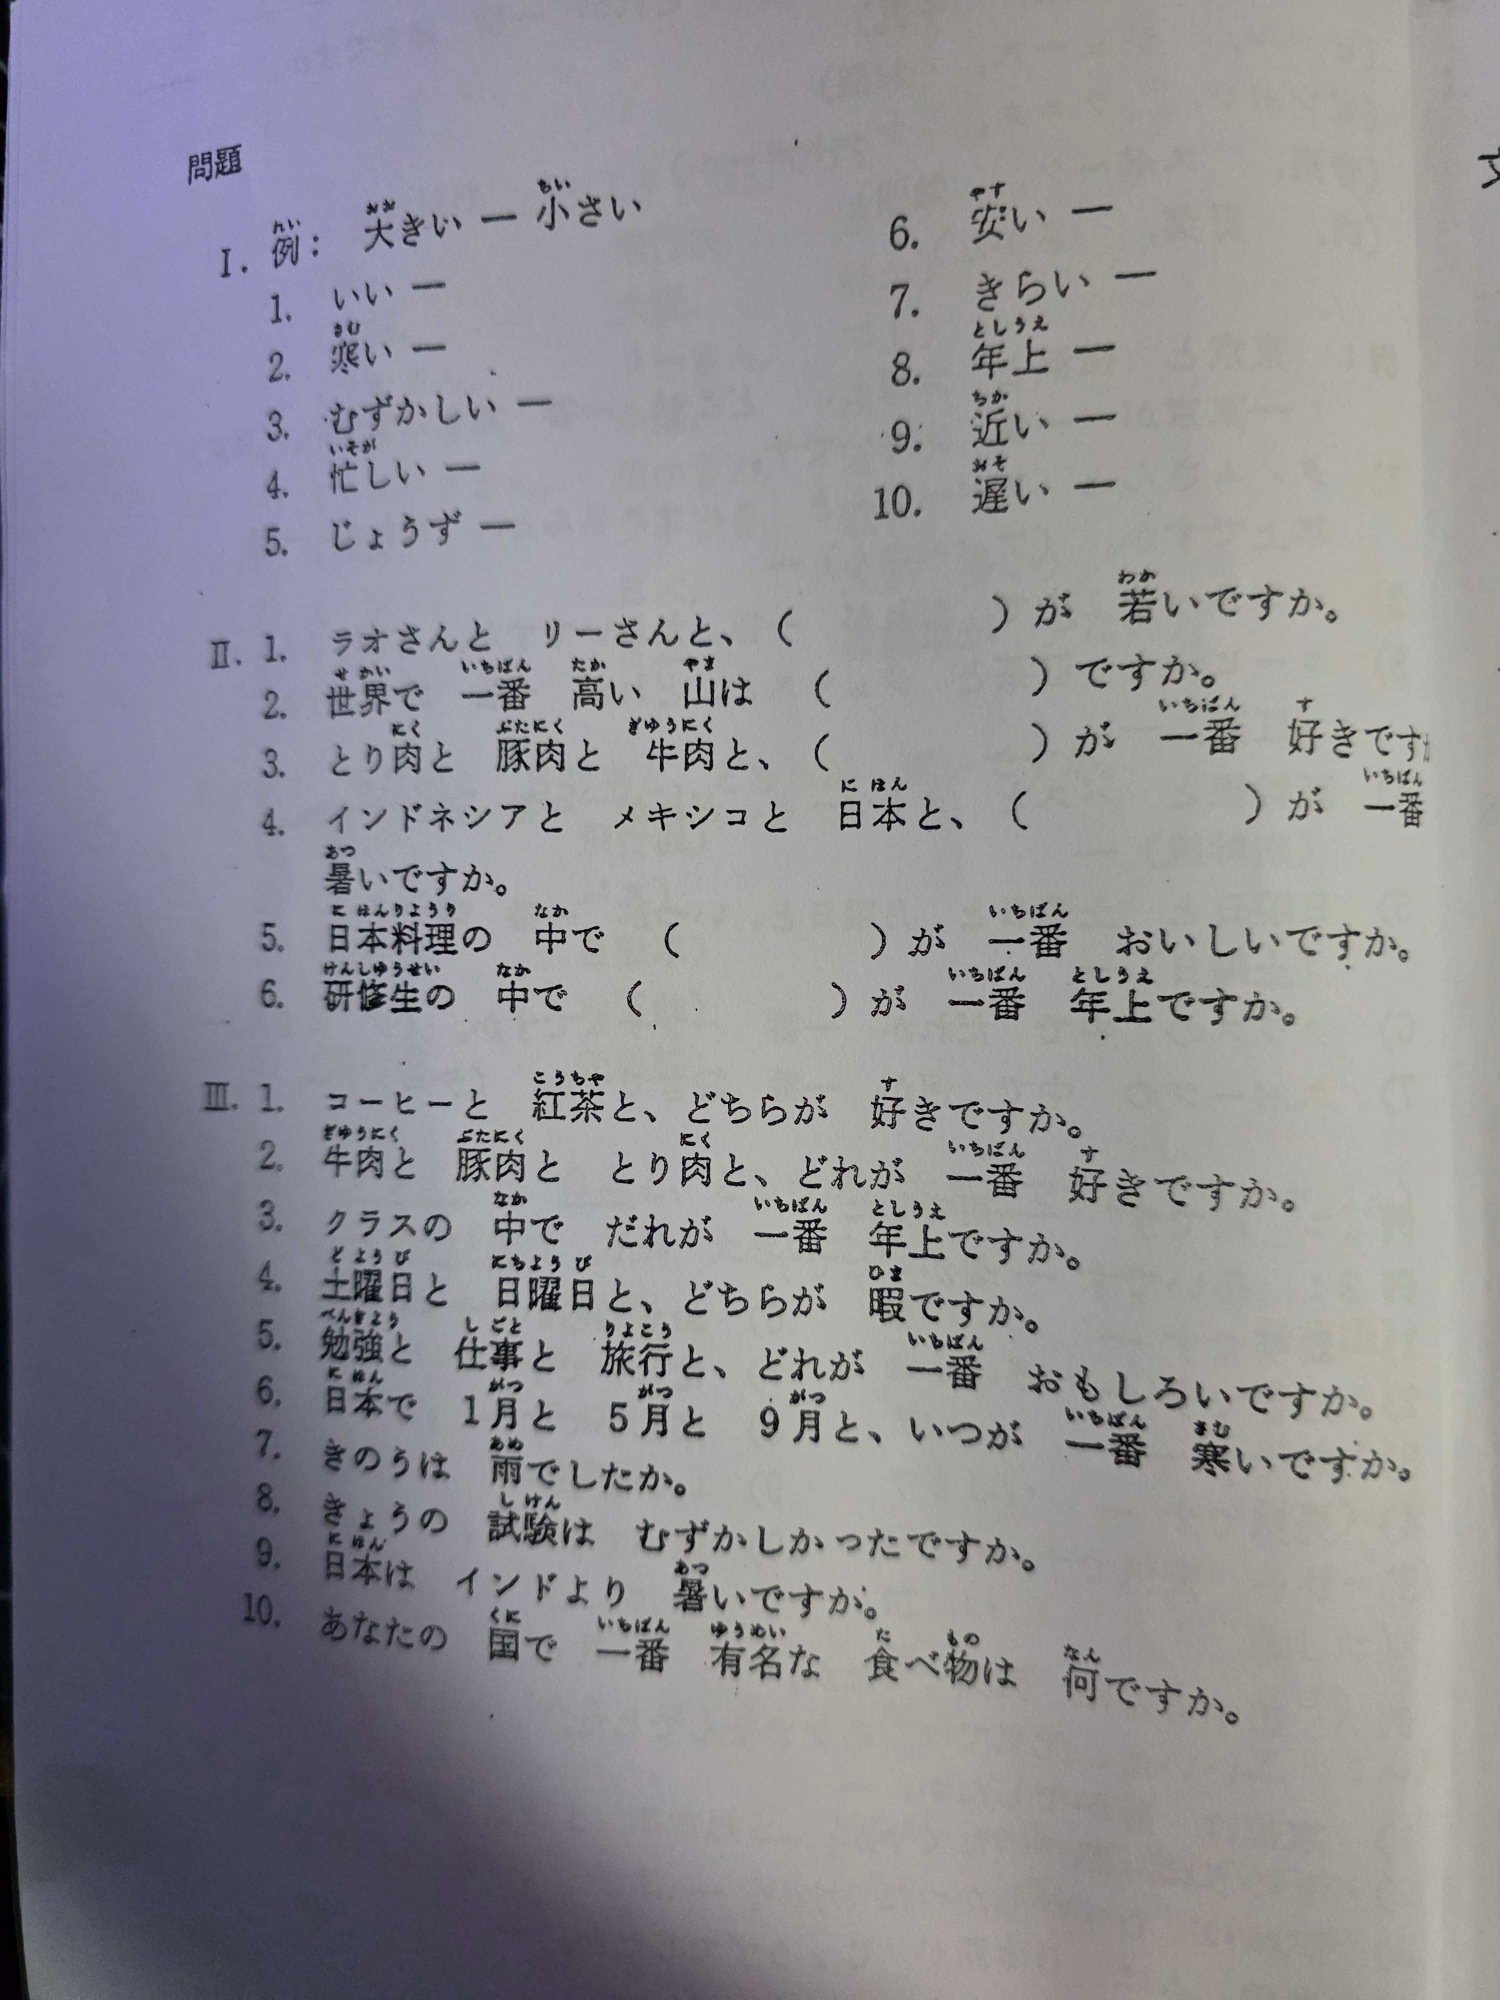 問題
Ⅰ. 例: 大きい ー 小さい
1. いい ー
2. 寒い ー
3. むずかしい ー
4. 忙しい ー
5. じょうず ー
6. 安い ー
7. きらい ー
8. 年上 ー
9. 近い ー
10. 遅い ー
Ⅱ. 1. ラオさんと リーさんと、( )が 若いですか。
2. 世界で 一番 高い 山は ( )ですか。
3. とり肉と 豚肉と 牛肉と、( )が 一番 好きです
4. インドネシアと メキシコと 日本と、( )が 一番
暑いですか。
5. 日本料理の 中で ( )が 一番 おいしいですか。
6. 研修生の 中で ( )が 一番 年上ですか。
Ⅲ. 1. コーヒーと 紅茶と、どちらが 好きですか。
2. 牛肉と 豚肉と とり肉と、どれが 一番 好きですか。
3. クラスの 中で だれが 一番 年上ですか。
4. 土曜日と 日曜日と、どちらが 暇ですか。
5. 勉強と 仕事と 旅行と、どれが 一番 おもしろいですか。
6. 日本で 1月と 5月と 9月と、いつが 一番 寒いですか。
7. きのうは 雨でしたか。
8. きょうの 試験は むずかしかったですか。
9. 日本は インドより 暑いですか。
10. あなたの 国で 一番 有名な 食べ物は 何ですか。